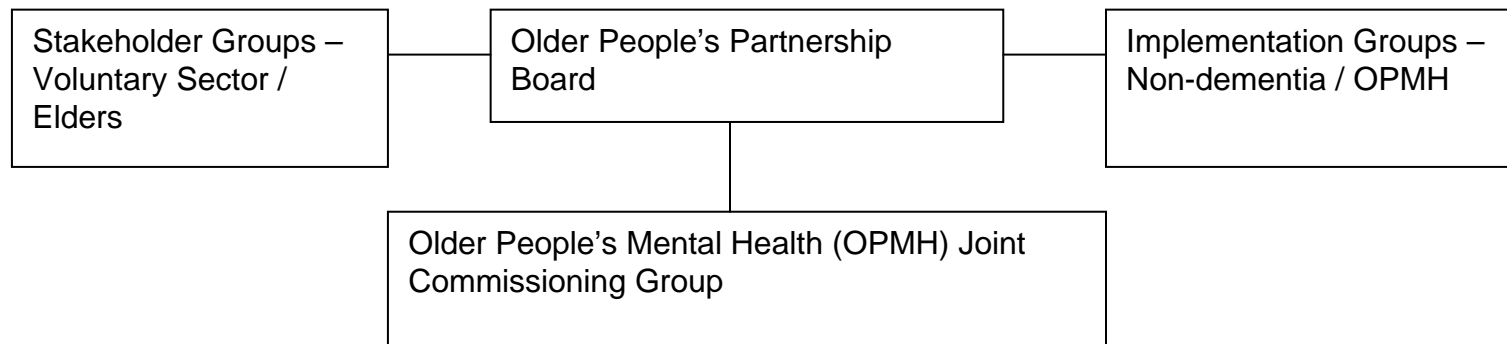 Stakeholder Groups –
Voluntary Sector /
Elders
Older People’s Partnership
Board
Implementation Groups –
Non-dementia / OPMH
Older People’s Mental Health (OPMH) Joint
Commissioning Group